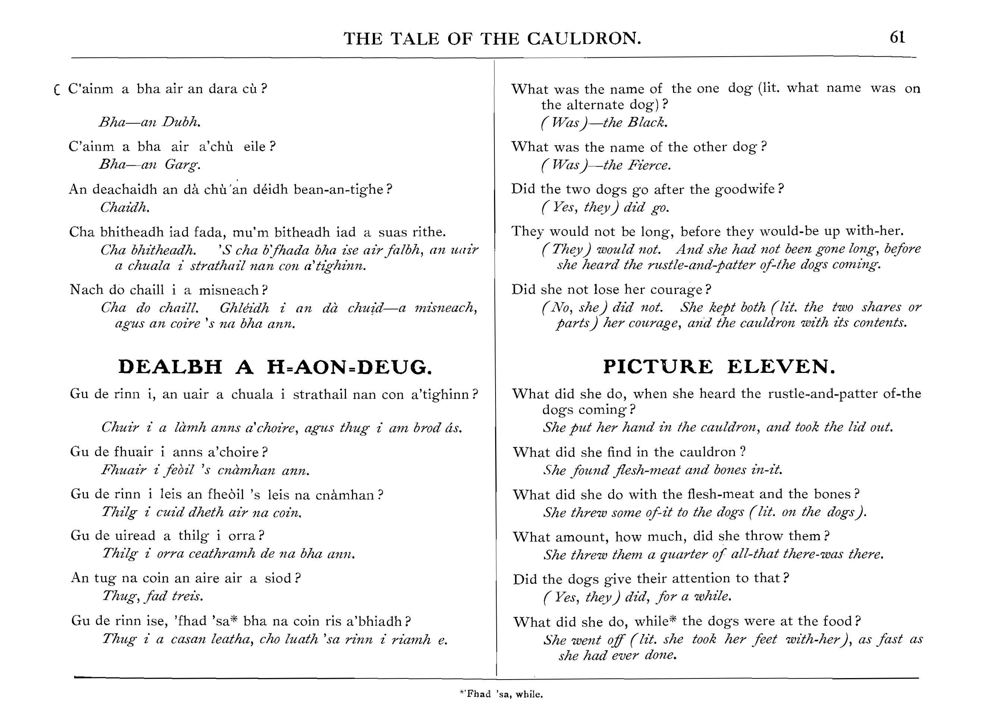 THE TALE OF THE CAULDRON.
61
C'ainm a bha air an dara cù ?
Bha—an Dubh.
C'ainm a bha air a'chù eile ?
Bha—an Garg.
An deachaidh an dà chù 'an déidh bean-an-tighe ?
Chaidh.
Cha bhitheadh iad fada, mu'm bitheadh iad a suas rithe.
Cha bhitheadh. 'S cha b'fhada bha ise air falbh, an uair
a chuala i strathail nan con a'tighinn.
Nach do chaill i a misneach ?
Cha do chaill. Ghléidh i an dà chuid—a misneach,
agus an coire 's na bha ann.
DEALBH A H-AON-DEUG.
Gu de rinn i, an uair a chuala i strathail nan con a'tighinn ?
Chuir i a làmh anns a'choire, agus thug i am brod ás.
Gu de fhuair i anns a'choire ?
Fhuair i feòil 's cnàmhan ann.
Gu de rinn i leis an fheòil 's leis na cnàmhan ?
Thilg i cuid dheth air na coin.
Gu de uiread a thilg i orra ?
Thilg i orra ceathramh de na bha ann.
An tug na coin an aire air a siod ?
Thug, fad treis.
Gu de rinn ise, 'fhad 'sa* bha na coin ris a'bhiadh ?
Thug i a casan leatha, cho luath 'sa rinn i riamh e.
What was the name of the one dog (lit. what name was on
the alternate dog) ?
(Was)—the Black.
What was the name of the other dog ?
(Was)—the Fierce.
Did the two dogs go after the goodwife ?
(Yes, they) did go.
They would not be long, before they would-be up with-her.
(They) would not. And she had not been gone long, before
she heard the rustle-and-patter of-the dogs coming.
Did she not lose her courage ?
(No, she) did not. She kept both (lit. the two shares or
parts) her courage, and the cauldron with its contents.
PICTURE ELEVEN.
What did she do, when she heard the rustle-and-patter of-the
dogs coming ?
She put her hand in the cauldron, and took the lid out.
What did she find in the cauldron ?
She found flesh-meat and bones in-it.
What did she do with the flesh-meat and the bones ?
She threw some of-it to the dogs (lit. on the dogs).
What amount, how much, did she throw them ?
She threw them a quarter of all-that there-was there.
Did the dogs give their attention to that ?
(Yes, they) did, for a while.
What did she do, while* the dogs were at the food ?
She went off (lit. she took her feet with-her), as fast as
she had ever done.
*'Fhad 'sa, while.